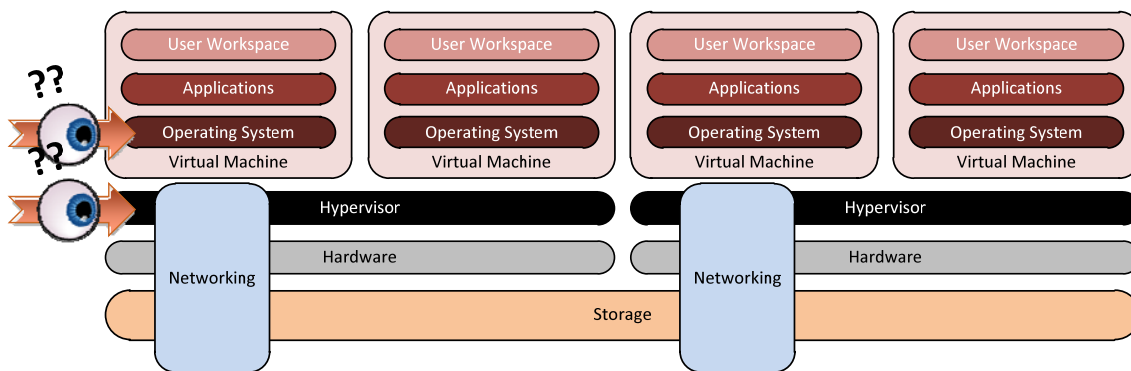 User Workspace
User Workspace
User Workspace
User Workspace
??
Applications
Applications
Applications
Applications
Operating System
Operating System
Operating System
Operating System
??
Virtual Machine
Virtual Machine
Virtual Machine
Virtual Machine
Hypervisor
Hypervisor
Hardware
Hardware
Networking
Networking
Storage